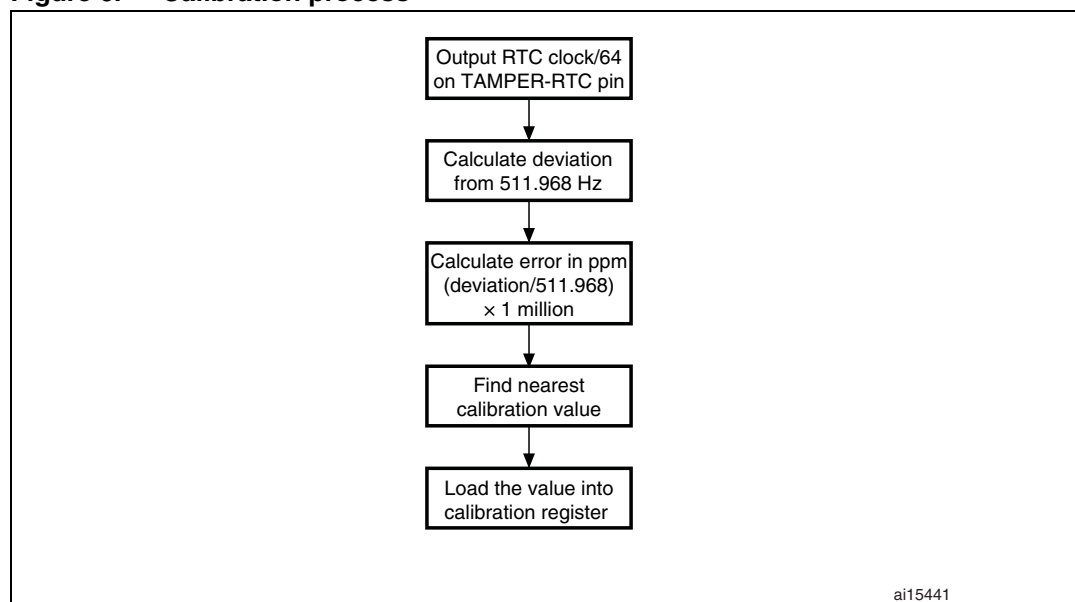 Output RTC clock/64
on TAMPER-RTC pin
Calculate deviation
from 511.968 Hz
Calculate error in ppm
(deviation/511.968)
× 1 million
Find nearest
calibration value
Load the value into
calibration register
ai15441